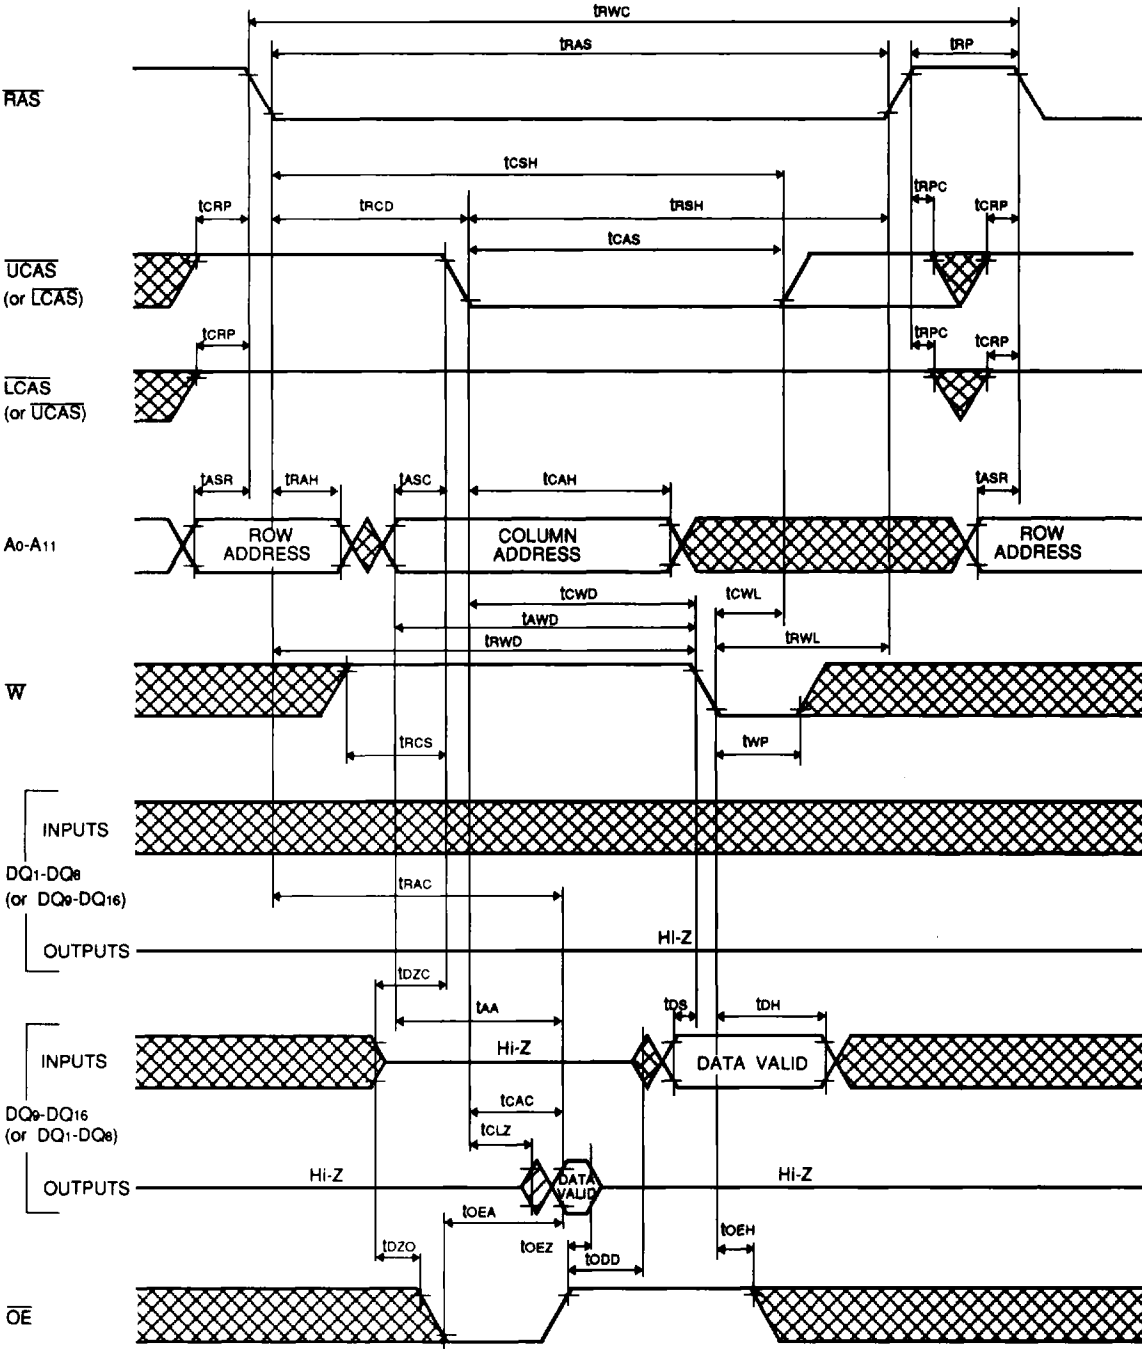 tRWC
tRAS
tRP
RAS
tCSH
tRPC
tCRP
tRCD
tRSH
tCRP
tCAS
UCAS
(or LCAS)
tCRP
tRPC
tCRP
LCAS
(or UCAS)
tASR
tRAH
tASC
tCAH
tASR
A0-A11
ROW
ADDRESS
COLUMN
ADDRESS
ROW
ADDRESS
tCWD
tCWL
tAWD
tRWD
tRWL
W
tRCS
tWP
INPUTS
DQ1-DQ8
(or DQ9-DQ16)
tRAC
OUTPUTS
Hi-Z
tDZC
tAA
tDS
tDH
INPUTS
Hi-Z
DATA VALID
tCAC
DQ9-DQ16
(or DQ1-DQ8)
tCLZ
OUTPUTS
Hi-Z
DATA
VALID
Hi-Z
tOEA
tDZO
tOEZ
tODD
tOEH
OE